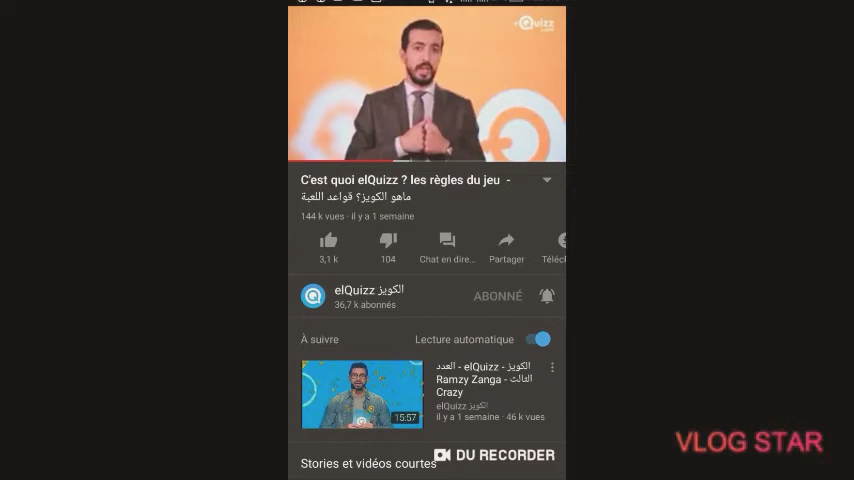 elQuizz
C'est quoi elQuizz ? les règles du jeu -
ماهو الكويز؟ قواعد اللعبة
144 k vues · il y a 1 semaine
3,1 k
104
Chat en dire...
Partager
Téléc
elQuizz الكويز
36,7 k abonnés
ABONNÉ
À suivre
Lecture automatique
الكويز - elQuizz - العدد
الثالث - Ramzy Zanga
Crazy
elQuizz الكويز
il y a 1 semaine · 46 k vues
15:57
Stories et vidéos courtes
DU RECORDER
VLOG STAR